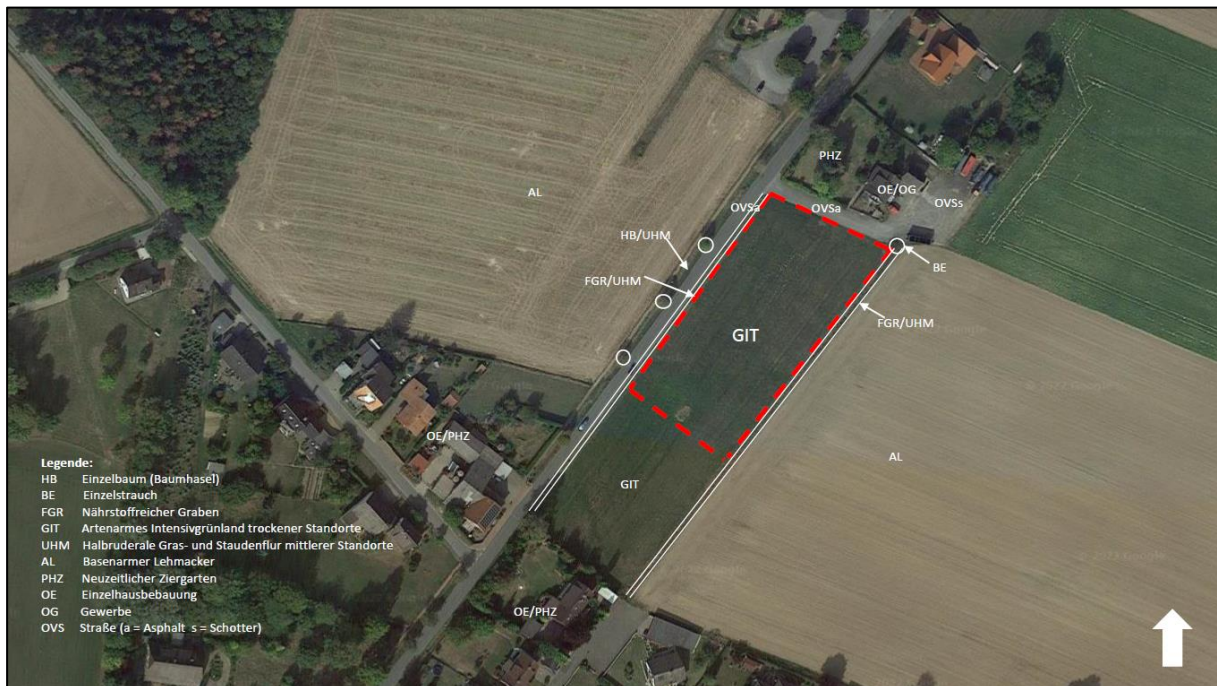 PHZ
AL
OE/OG
OVSs
OVSa
OVSa
HB/UHM
BE
FGR/UHM
FGR/UHM
GIT
OE/PHZ
AL
GIT
OE/PHZ
Legende:
HB Einzelbaum (Baumhasel)
BE Einzelstrauch
FGR Nährstoffreicher Graben
GIT Artenarmes Intensivgrünland trockener Standorte
UHM Halbruderale Gras- und Staudenflur mittlerer Standorte
AL Basenarmer Lehmacker
PHZ Neuzeitlicher Ziergarten
OE Einzelhausbebauung
OG Gewerbe
OVS Straße (a = Asphalt s = Schotter)